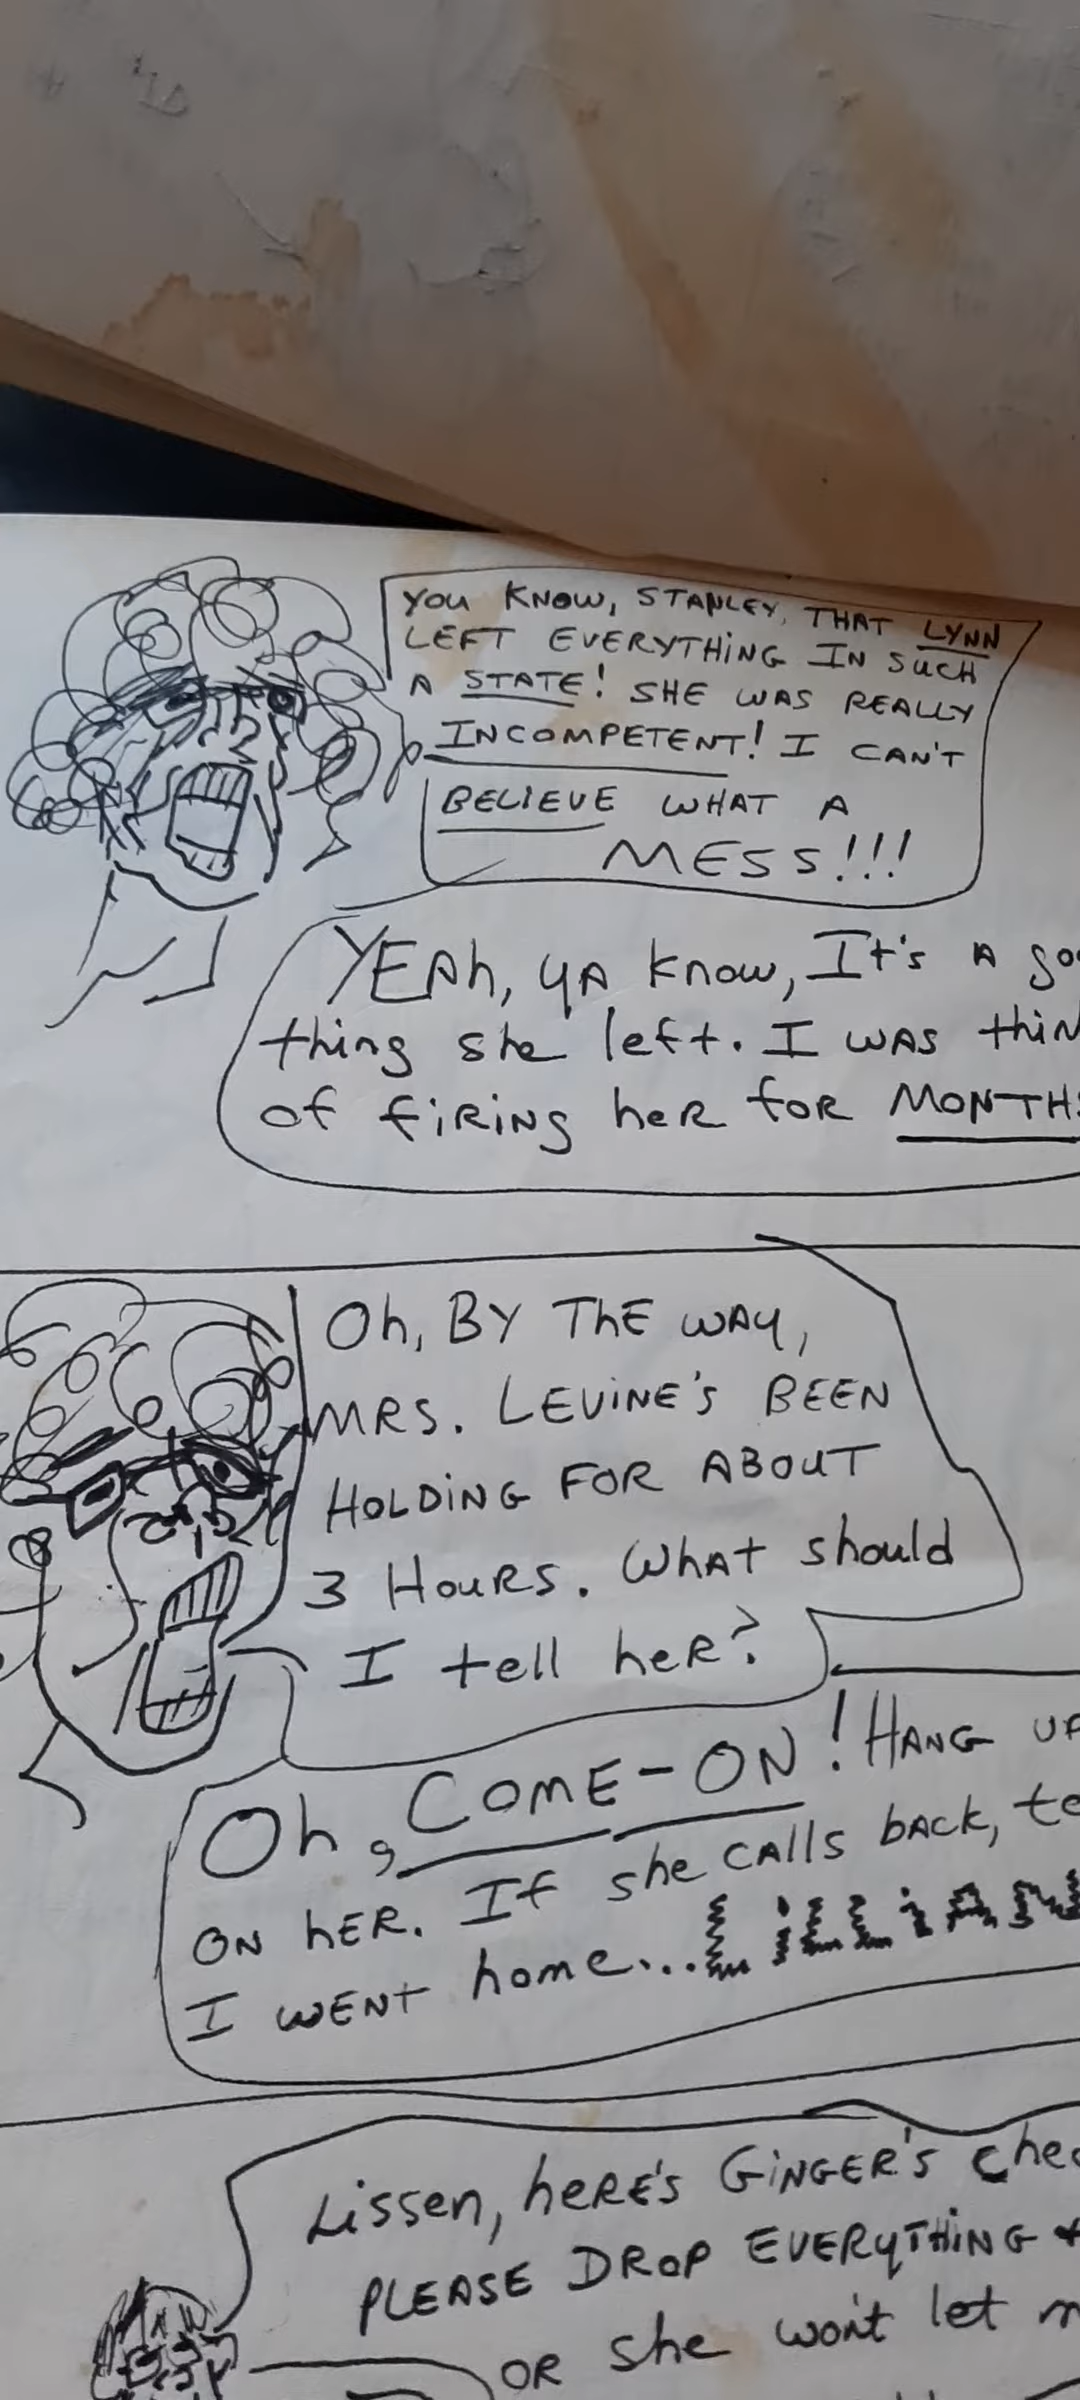 YOU KNOW, STANLEY, THAT LYNN
LEFT EVERYTHING IN SUCH
A STATE! SHE WAS REALLY
INCOMPETENT! I CAN'T
BELIEVE WHAT A
MESS!!!
YEAh, yA know, It's A
thing she left. I WAS
of fiRiNg heR foR MONTHS
Oh, BY ThE WAy,
MRS. LEViNE'S BEEN
HOLDiNG FOR ABOUT
3 HOURS. WhAT should
I tell heR?
Oh, COME-ON! HANG UP
ON hER. If she CAlls BACK,
I WENt home... LiLLiAN
Lissen, heRE's GiNGER's
PLEASE DROP EVERyTHiNG +
OR she won't let